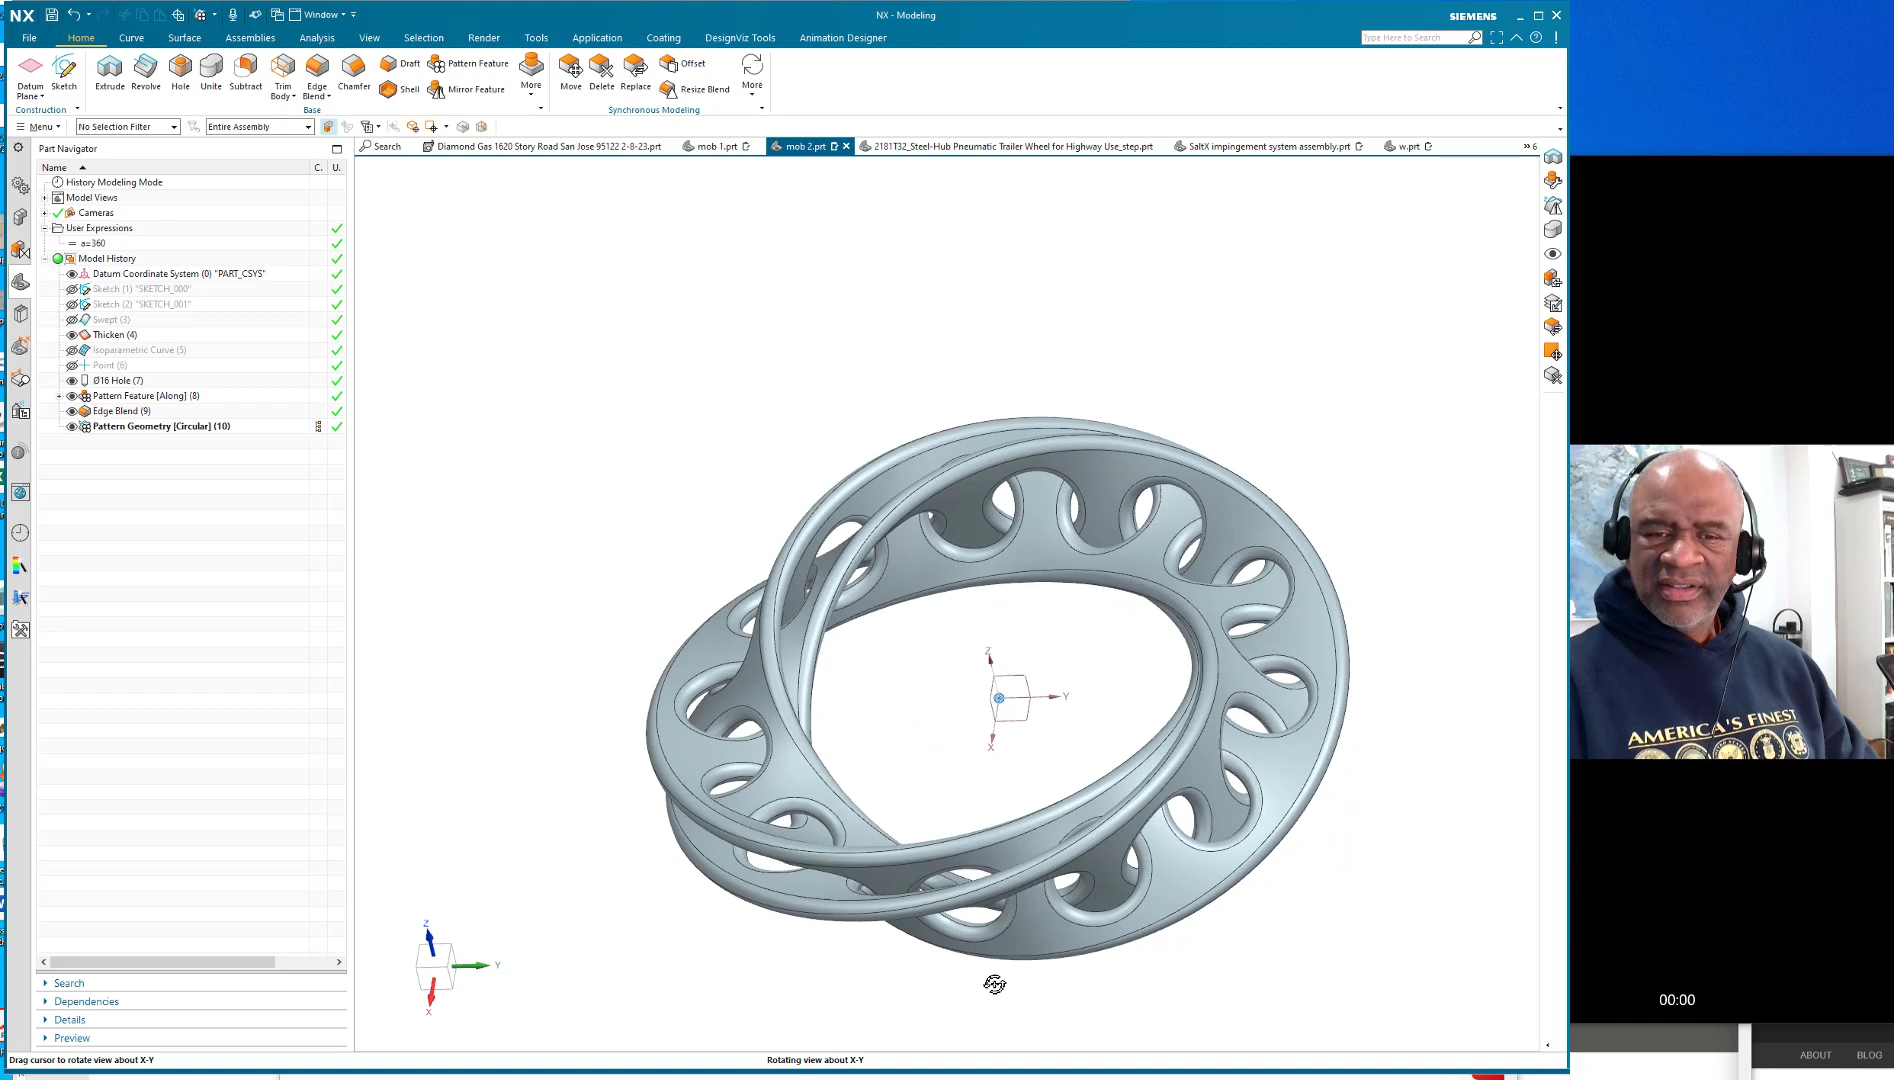 NX
Window
NX - Modeling
SIEMENS
File Home Curve Surface Assemblies Analysis View Selection Render Tools Application Coating DesignViz Tools Animation Designer
Type Here to Search
Datum Plane
Sketch
Extrude
Revolve
Hole
Unite
Subtract
Trim Body
Edge Blend
Chamfer
Draft
Shell
Pattern Feature
Mirror Feature
More
Move
Delete
Replace
Offset
Resize Blend
More
Construction
Base
Synchronous Modeling
Menu
No Selection Filter
Entire Assembly
Part Navigator
Search
Diamond Gas 1620 Story Road San Jose 95122 2-8-23.prt
mob 1.prt
mob 2.prt
2181T32_Steel-Hub Pneumatic Trailer Wheel for Highway Use_step.prt
SaltX impingement system assembly.prt
w.prt
6
Name C. U.
History Modeling Mode
Model Views
Cameras
User Expressions
a=360
Model History
Datum Coordinate System (0) "PART_CSYS"
Sketch (1) "SKETCH_000"
Sketch (2) "SKETCH_001"
Swept (3)
Thicken (4)
Isoparametric Curve (5)
Point (6)
Ø16 Hole (7)
Pattern Feature [Along] (8)
Edge Blend (9)
Pattern Geometry [Circular] (10)
Z
Y
X
Z
Y
X
AMERICA'S FINEST
00:00
Search
Dependencies
Details
Preview
Drag cursor to rotate view about X-Y
Rotating view about X-Y
ABOUT BLOG